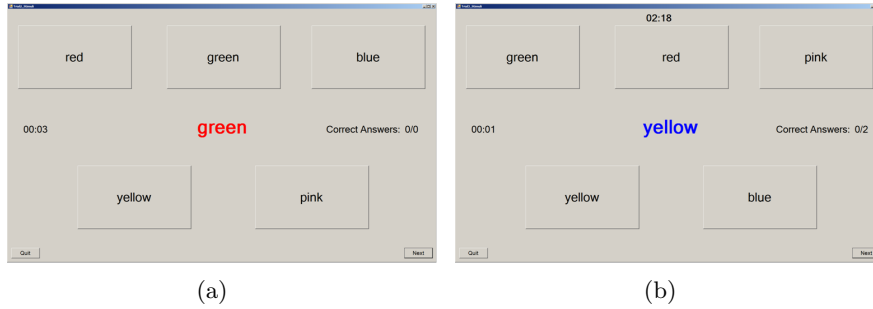 02:18
red green blue
green red pink
00:03 green Correct Answers: 0/0
00:01 yellow Correct Answers: 0/2
yellow pink
yellow blue
Quit Next
Quit Next
(a)
(b)